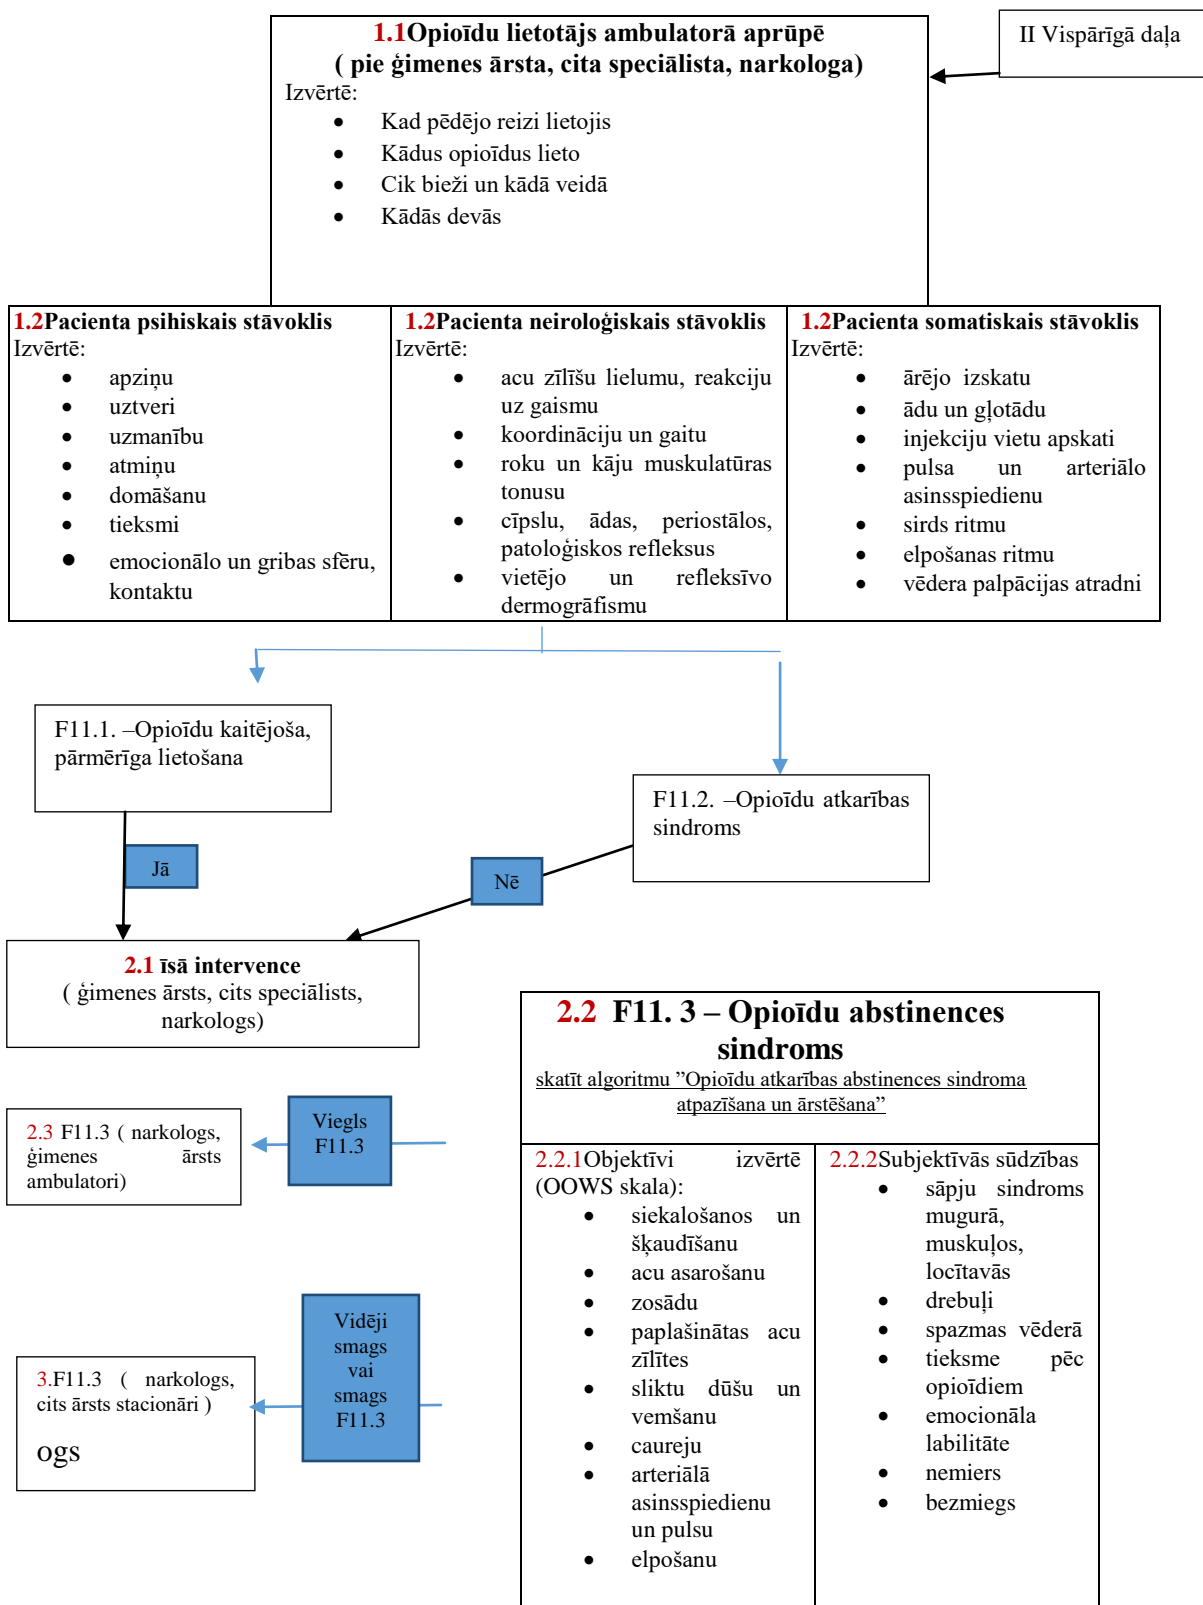 1.1Opioīdu lietotājs ambulatorā aprūpē
( pie ģimenes ārsta, cita speciālista, narkologa)
Izvērtē:
• Kad pēdējo reizi lietojis
• Kādus opioīdus lieto
• Cik bieži un kādā veidā
• Kādās devās
II Vispārīgā daļa
1.2Pacienta psihiskais stāvoklis
Izvērtē:
• apziņu
• uztveri
• uzmanību
• atmiņu
• domāšanu
• tieksmi
• emocionālo un gribas sfēru,
kontaktu
1.2Pacienta neiroloģiskais stāvoklis
Izvērtē:
• acu zīlīšu lielumu, reakciju
uz gaismu
• koordināciju un gaitu
• roku un kāju muskulatūras
tonusu
• cīpslu, ādas, periostālos,
patoloģiskos refleksus
• vietējo un refleksīvo
dermogrāfismu
1.2Pacienta somatiskais stāvoklis
Izvērtē:
• ārējo izskatu
• ādu un gļotādu
• injekciju vietu apskati
• pulsa un arteriālo
asinsspiedienu
• sirds ritmu
• elpošanas ritmu
• vēdera palpācijas atradni
F11.1. –Opioīdu kaitējoša,
pārmērīga lietošana
F11.2. –Opioīdu atkarības
sindroms
Jā
Nē
2.1 īsā intervence
( ģimenes ārsts, cits speciālists,
narkologs)
2.2 F11. 3 – Opioīdu abstinences
sindroms
skatīt algoritmu ”Opioīdu atkarības abstinences sindroma
atpazīšana un ārstēšana”
2.3 F11.3 ( narkologs,
ģimenes ārsts
ambulatori)
Viegls
F11.3
2.2.1Objektīvi izvērtē
(OOWS skala):
• siekalošanos un
šķaudīšanu
• acu asarošanu
• zosādu
• paplašinātas acu
zīlītes
• sliktu dūšu un
vemšanu
• caureju
• arteriālā
asinsspiedienu
un pulsu
• elpošanu
2.2.2Subjektīvās sūdzības
• sāpju sindroms
mugurā,
muskuļos,
locītavās
• drebuļi
• spazmas vēderā
• tieksme pēc
opioīdiem
• emocionāla
labilitāte
• nemiers
• bezmiegs
Vidēji
smags
vai
smags
F11.3
3.F11.3 ( narkologs,
cits ārsts stacionāri )
ogs